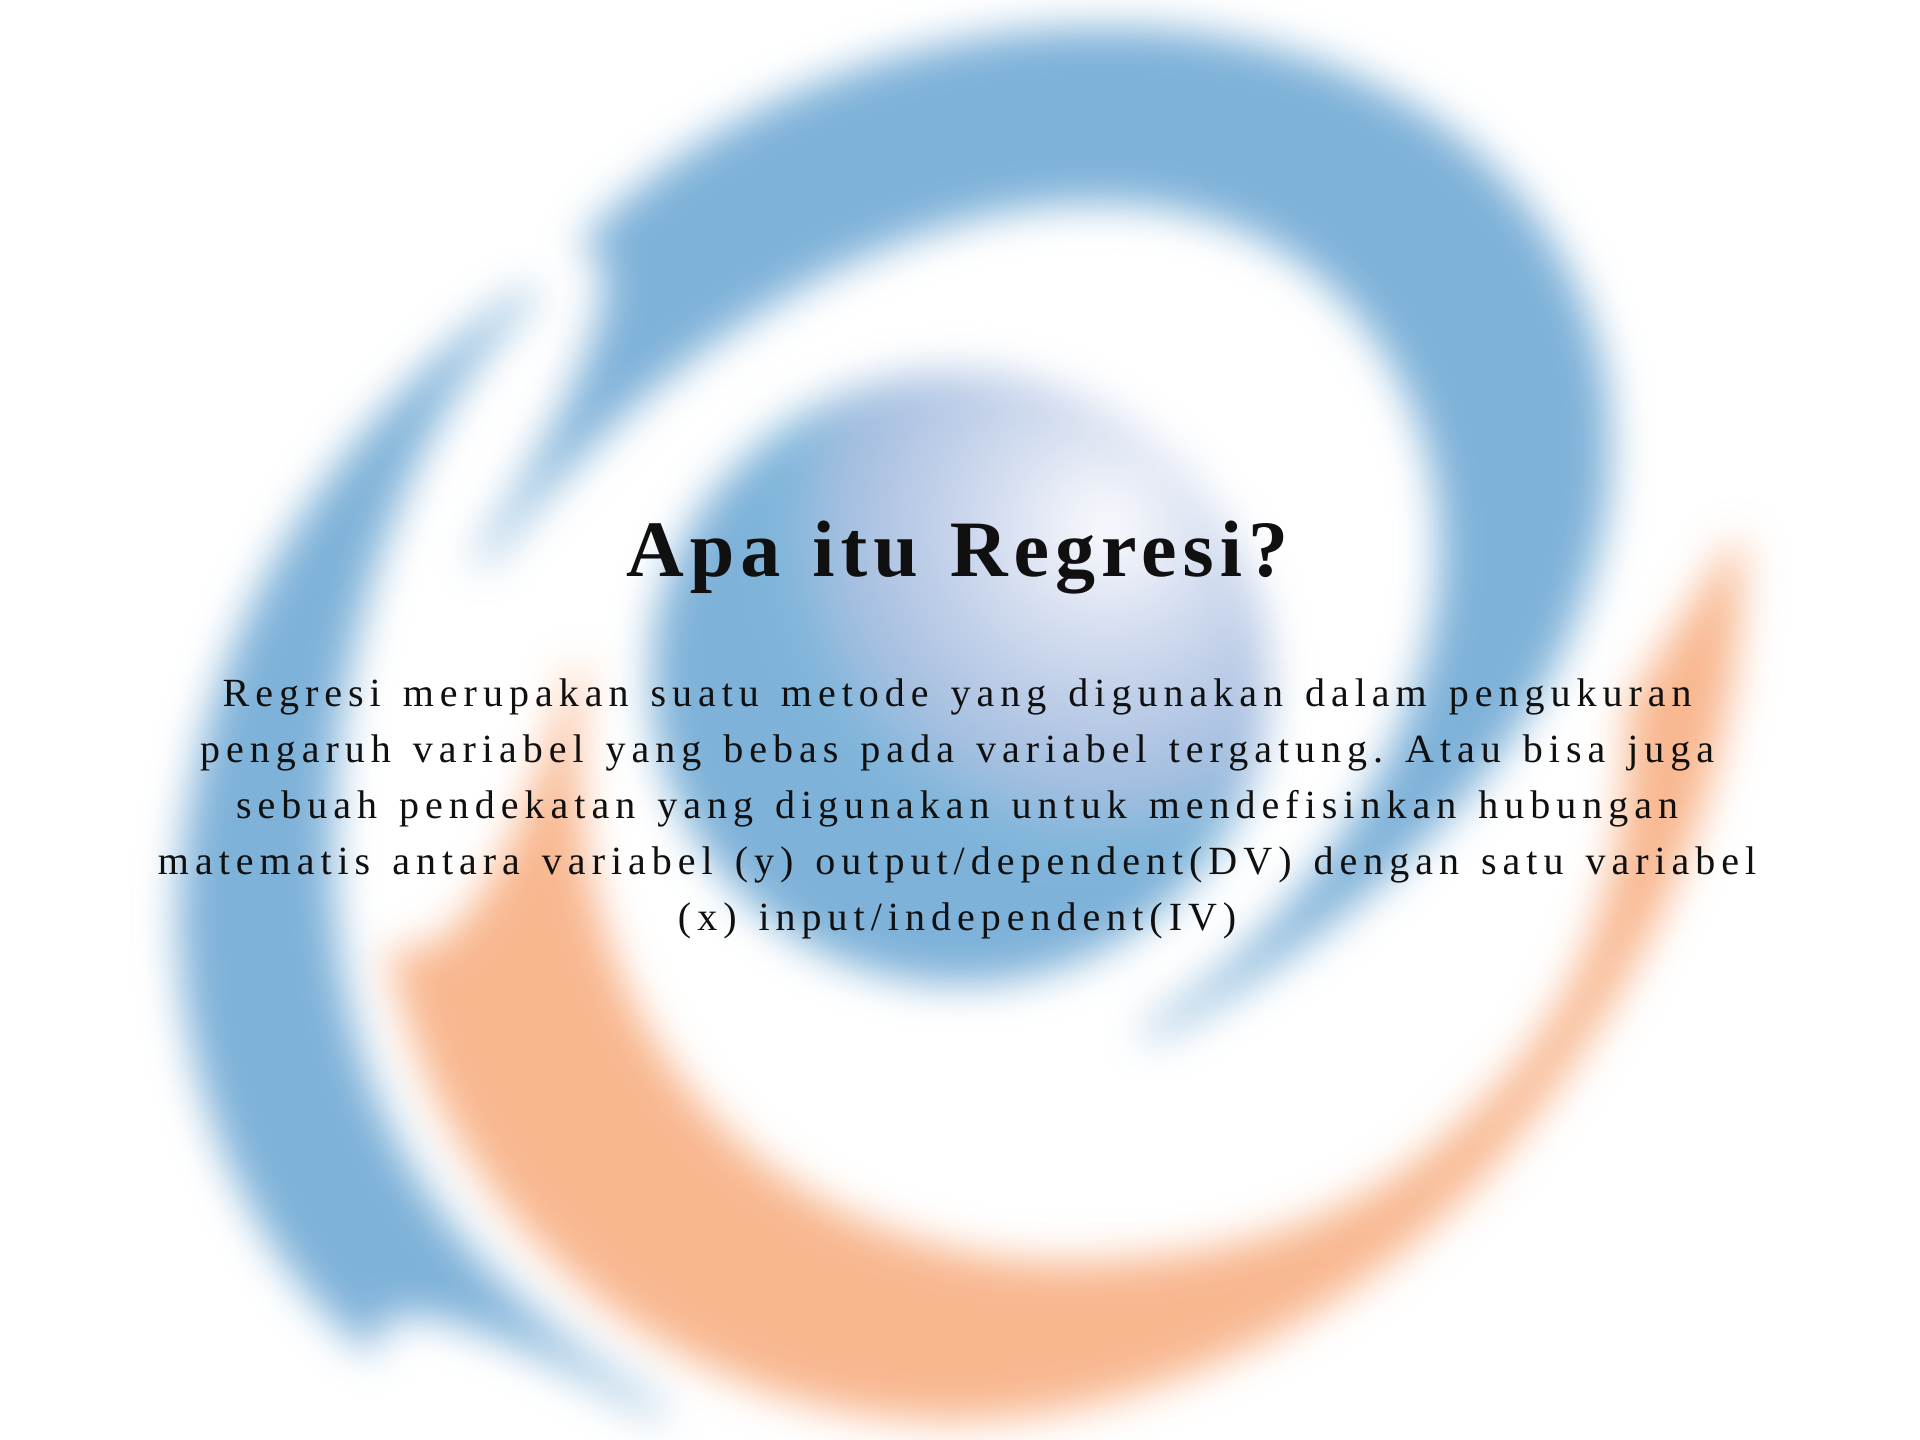 Apa itu Regresi?
Regresi merupakan suatu metode yang digunakan dalam pengukuran
pengaruh variabel yang bebas pada variabel tergatung. Atau bisa juga
sebuah pendekatan yang digunakan untuk mendefisinkan hubungan
matematis antara variabel (y) output/dependent(DV) dengan satu variabel
(x) input/independent(IV)